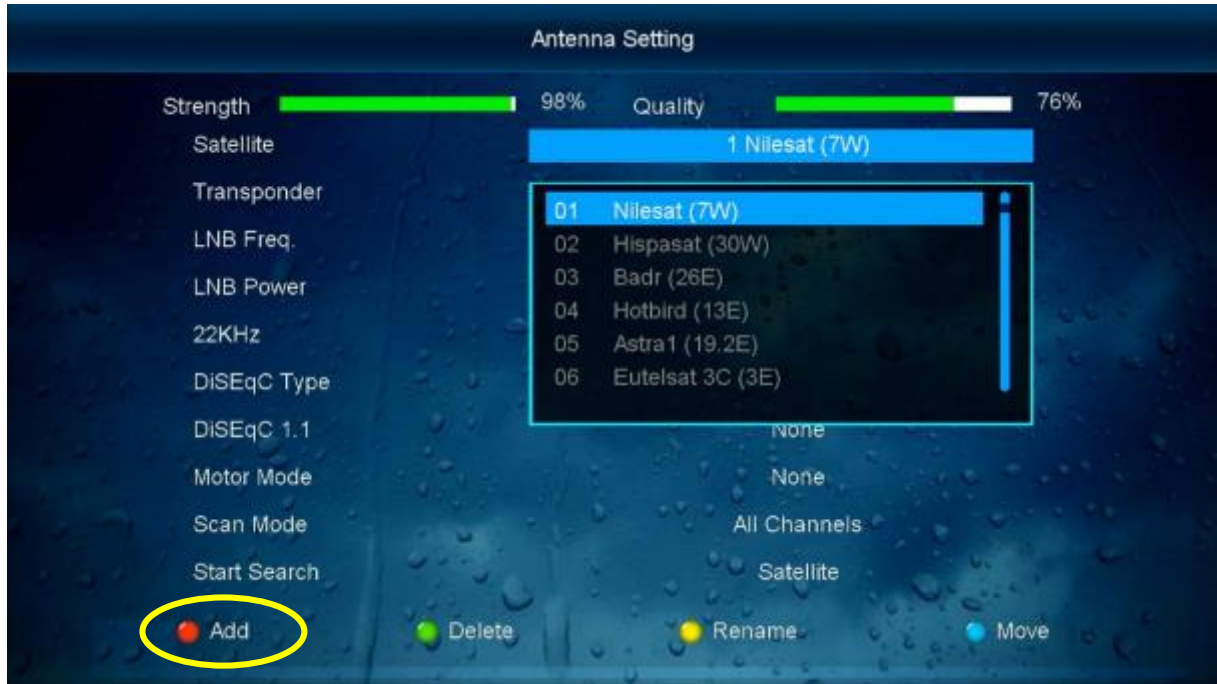 Antenna Setting
Strength 98% Quality 76%
Satellite 1 Nilesat (7W)
Transponder
01 Nilesat (7W)
LNB Freq.
02 Hispasat (30W)
03 Badr (26E)
LNB Power
04 Hotbird (13E)
22KHz
05 Astra1 (19.2E)
DiSEqC Type
06 Eutelsat 3C (3E)
DiSEqC 1.1 None
Motor Mode None
Scan Mode All Channels
Start Search Satellite
Add Delete Rename Move